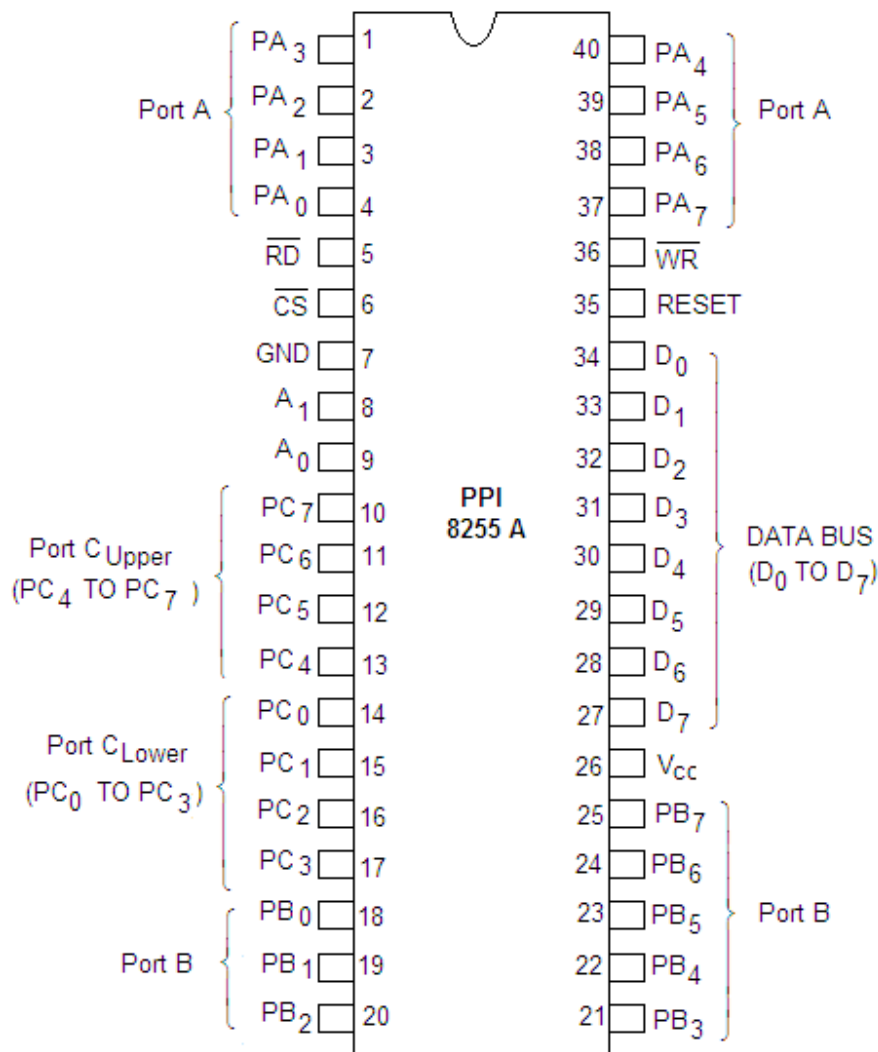 PA3 1
PA2 2
PA1 3
PA0 4
Port A
RD 5
CS 6
GND 7
A1 8
A0 9
PC7 10
PC6 11
PC5 12
PC4 13
Port CUpper
(PC4 TO PC7 )
PC0 14
PC1 15
PC2 16
PC3 17
Port CLower
(PC0 TO PC3)
PB0 18
PB1 19
PB2 20
Port B
PPI
8255 A
40 PA4
39 PA5
38 PA6
37 PA7
Port A
36 WR
35 RESET
34 D0
33 D1
32 D2
31 D3
30 D4
29 D5
28 D6
27 D7
DATA BUS
(D0 TO D7)
26 Vcc
25 PB7
24 PB6
23 PB5
22 PB4
21 PB3
Port B